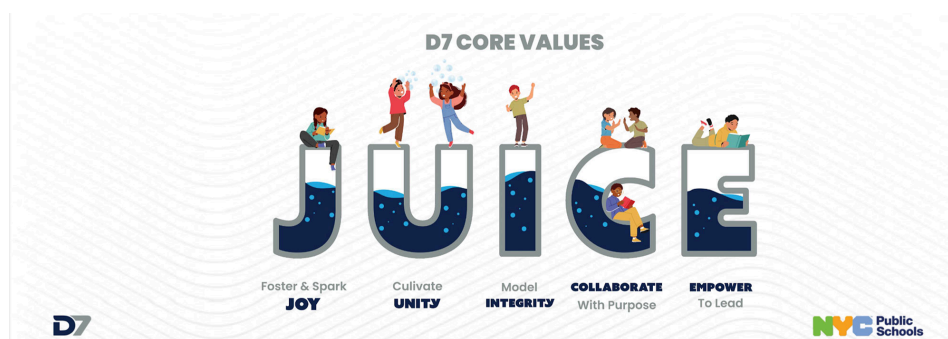 D7 CORE VALUES
JUICE
Foster & Spark
JOY
Culivate
UNITY
Model
INTEGRITY
COLLABORATE
With Purpose
EMPOWER
To Lead
D7
NYC Public
Schools